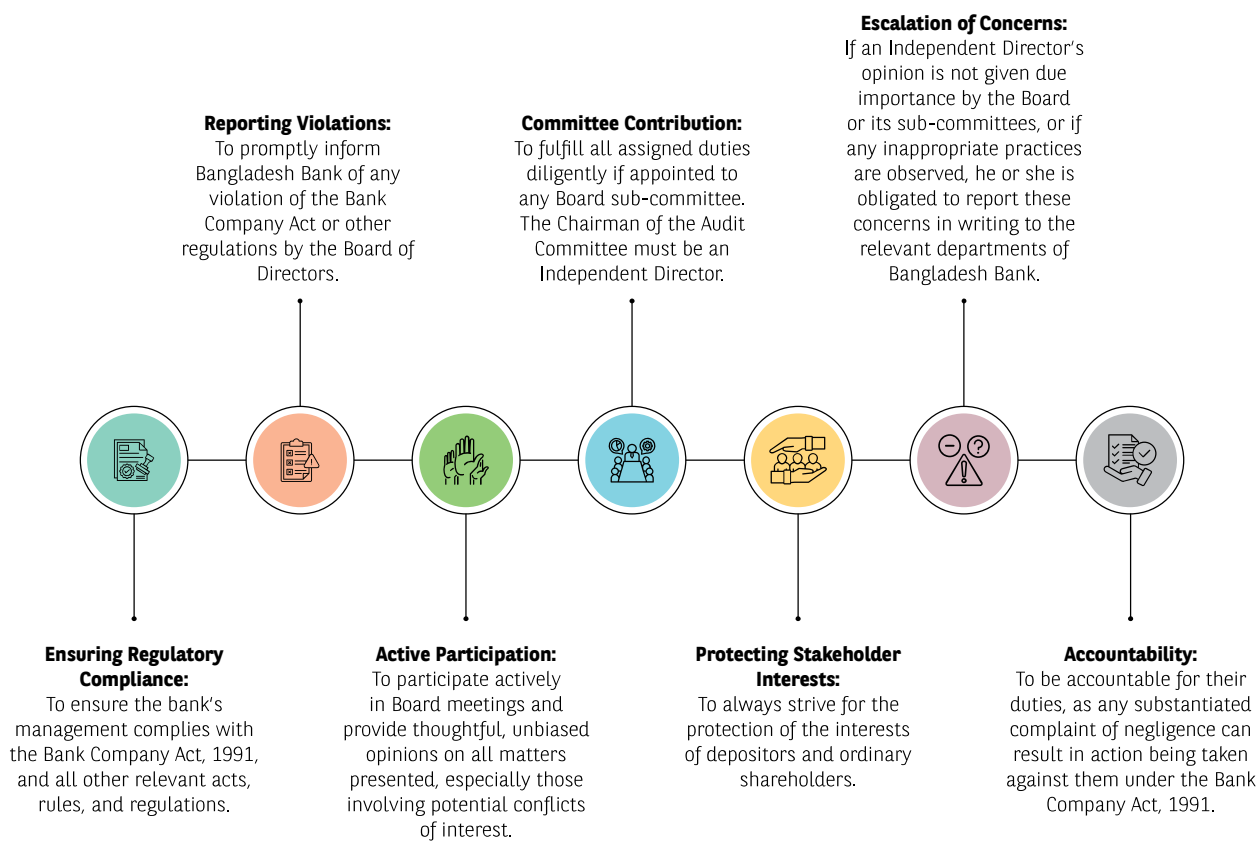 Ensuring Regulatory
Compliance:
To ensure the bank's
management complies with
the Bank Company Act, 1991,
and all other relevant acts,
rules, and regulations.
Reporting Violations:
To promptly inform
Bangladesh Bank of any
violation of the Bank
Company Act or other
regulations by the Board of
Directors.
Active Participation:
To participate actively
in Board meetings and
provide thoughtful, unbiased
opinions on all matters
presented, especially those
involving potential conflicts
of interest.
Committee Contribution:
To fulfill all assigned duties
diligently if appointed to
any Board sub-committee.
The Chairman of the Audit
Committee must be an
Independent Director.
Protecting Stakeholder
Interests:
To always strive for the
protection of the interests
of depositors and ordinary
shareholders.
Escalation of Concerns:
If an Independent Director's
opinion is not given due
importance by the Board
or its sub-committees, or if
any inappropriate practices
are observed, he or she is
obligated to report these
concerns in writing to the
relevant departments of
Bangladesh Bank.
Accountability:
To be accountable for their
duties, as any substantiated
complaint of negligence can
result in action being taken
against them under the Bank
Company Act, 1991.